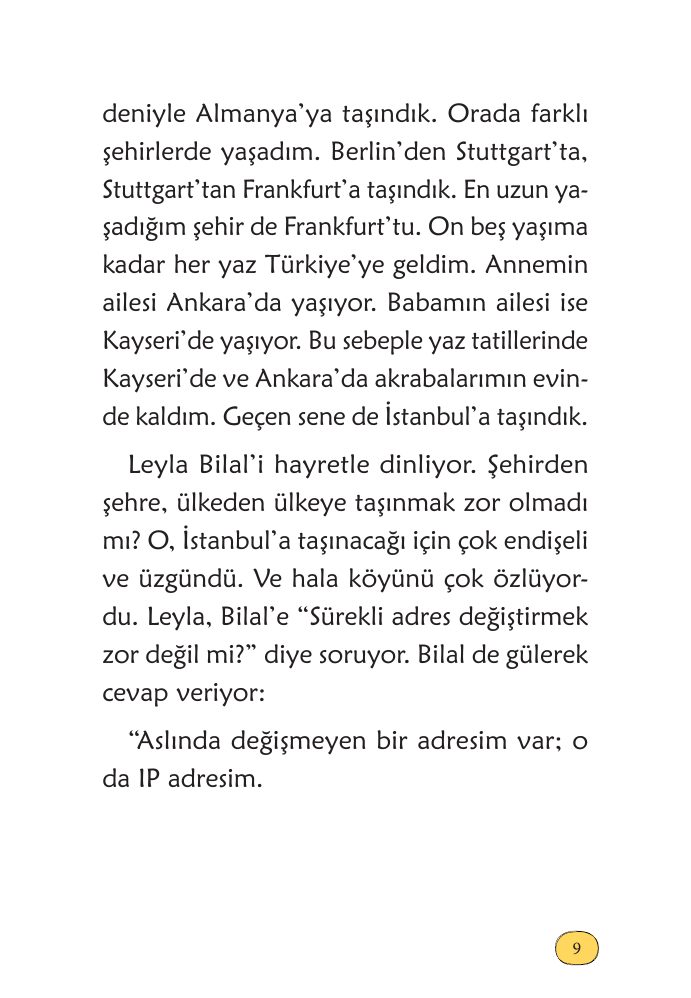 deniyle Almanya’ya taşındık. Orada farklı
şehirlerde yaşadım. Berlin’den Stuttgart’ta,
Stuttgart’tan Frankfurt’a taşındık. En uzun ya-
şadığım şehir de Frankfurt’tu. On beş yaşıma
kadar her yaz Türkiye’ye geldim. Annemin
ailesi Ankara’da yaşıyor. Babamın ailesi ise
Kayseri’de yaşıyor. Bu sebeple yaz tatillerinde
Kayseri’de ve Ankara’da akrabalarımın evin-
de kaldım. Geçen sene de İstanbul’a taşındık.
Leyla Bilal’i hayretle dinliyor. Şehirden
şehre, ülkeden ülkeye taşınmak zor olmadı
mı? O, İstanbul’a taşınacağı için çok endişeli
ve üzgündü. Ve hala köyünü çok özlüyor-
du. Leyla, Bilal’e “Sürekli adres değiştirmek
zor değil mi?” diye soruyor. Bilal de gülerek
cevap veriyor:
“Aslında değişmeyen bir adresim var; o
da IP adresim.
9